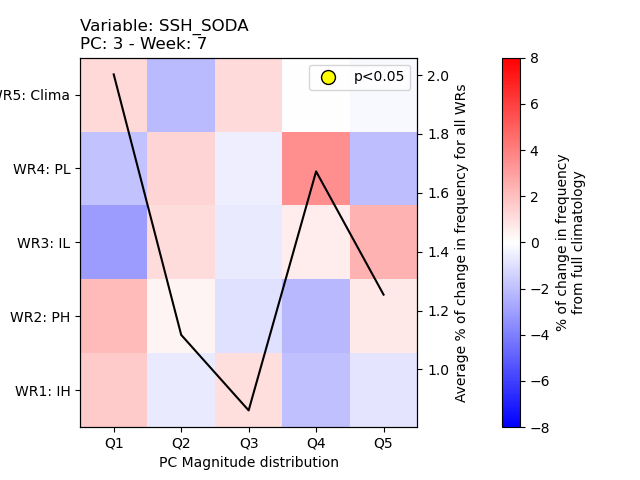 Variable: SSH_SODA
PC: 3 - Week: 7
p<0.05
WR5: Clima
WR4: PL
WR3: IL
WR2: PH
WR1: IH
Q1 Q2 Q3 Q4 Q5
PC Magnitude distribution
2.0
1.8
1.6
1.4
1.2
1.0
Average % of change in frequency for all WRs
8
6
4
2
0
−2
−4
−6
−8
% of change in frequency
from full climatology